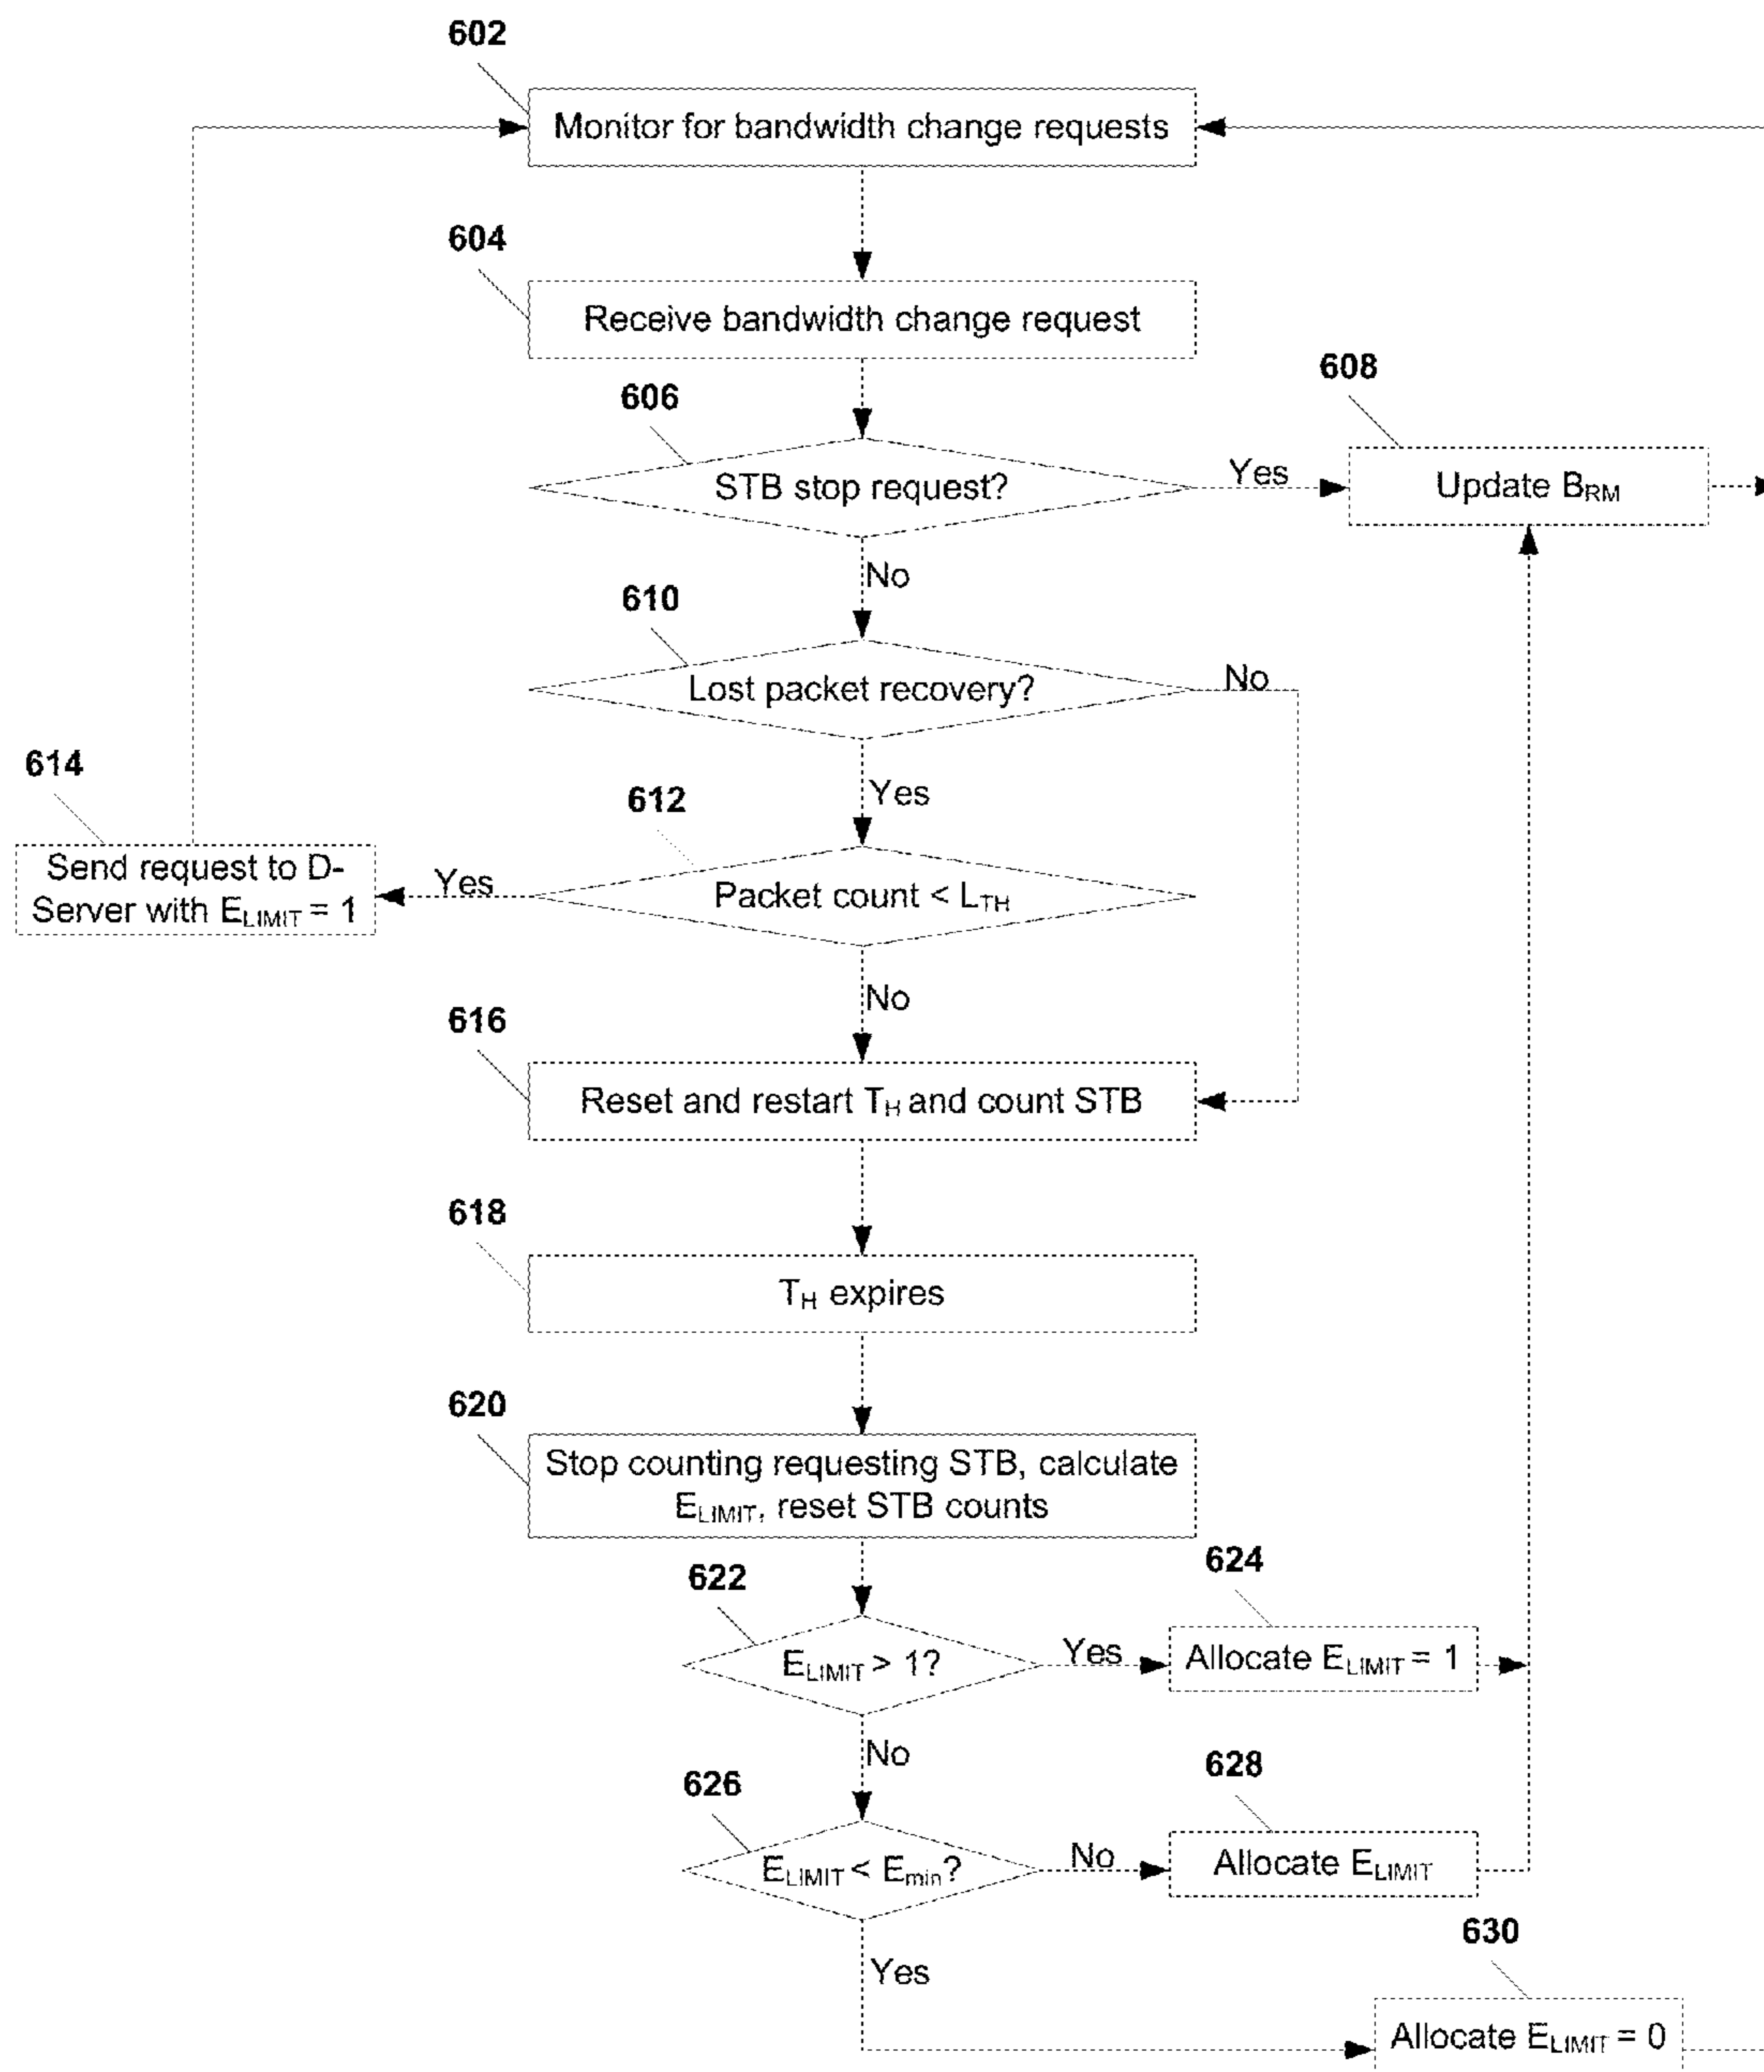 602
Monitor for bandwidth change requests
604
Receive bandwidth change request
606
STB stop request?
Yes
608
Update BRM
No
610
Lost packet recovery?
No
Yes
612
Packet count < LTH
Yes
614
Send request to D-
Server with ELIMIT = 1
No
616
Reset and restart TH and count STB
618
TH expires
620
Stop counting requesting STB, calculate
ELIMIT, reset STB counts
622
ELIMIT > 1?
Yes
624
Allocate ELIMIT = 1
No
626
ELIMIT < Emin?
No
628
Allocate ELIMIT
Yes
630
Allocate ELIMIT = 0